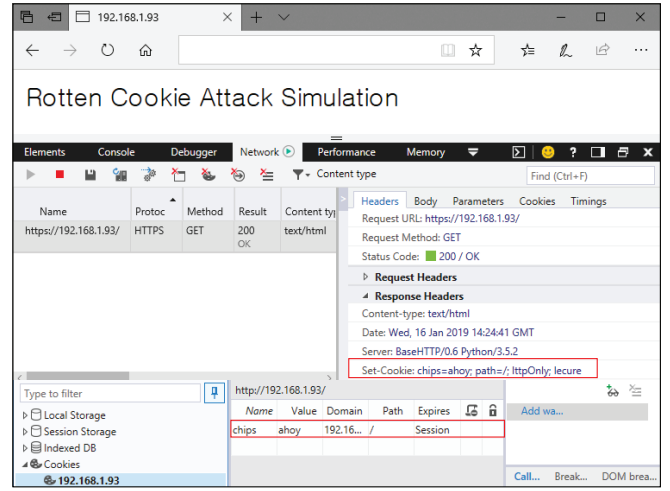 192.168.1.93
Rotten Cookie Attack Simulation
Elements Console Debugger Network Performance Memory
Content type
Find (Ctrl+F)
Name Protoc Method Result Content typ
https://192.168.1.93/ HTTPS GET 200 text/html
OK
Headers Body Parameters Cookies Timings
Request URL: https://192.168.1.93/
Request Method: GET
Status Code: 200 / OK
Request Headers
Response Headers
Content-type: text/html
Date: Wed, 16 Jan 2019 14:24:41 GMT
Server: BaseHTTP/0.6 Python/3.5.2
Set-Cookie: chips=ahoy; path=/; lttpOnly; lecure
Type to filter
Local Storage
Session Storage
Indexed DB
Cookies
192.168.1.93
http://192.168.1.93/
Name Value Domain Path Expires
chips ahoy 192.16... / Session
Add wa...
Call... Break... DOM brea...